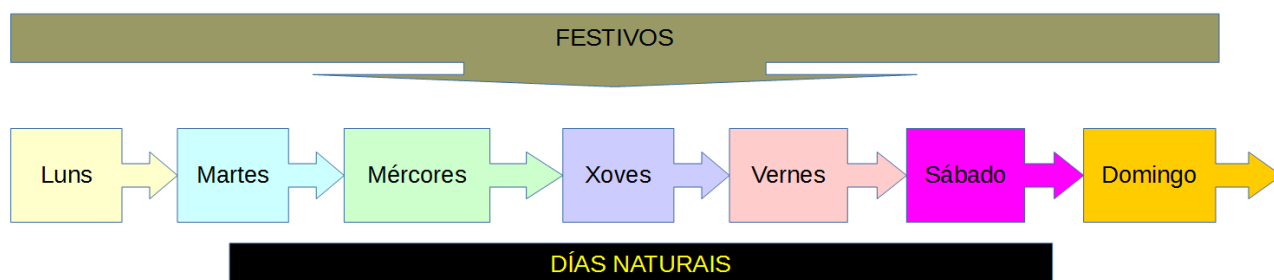 FESTIVOS
Luns Martes Mércores Xoves Vernes Sábado Domingo
DÍAS NATURAIS